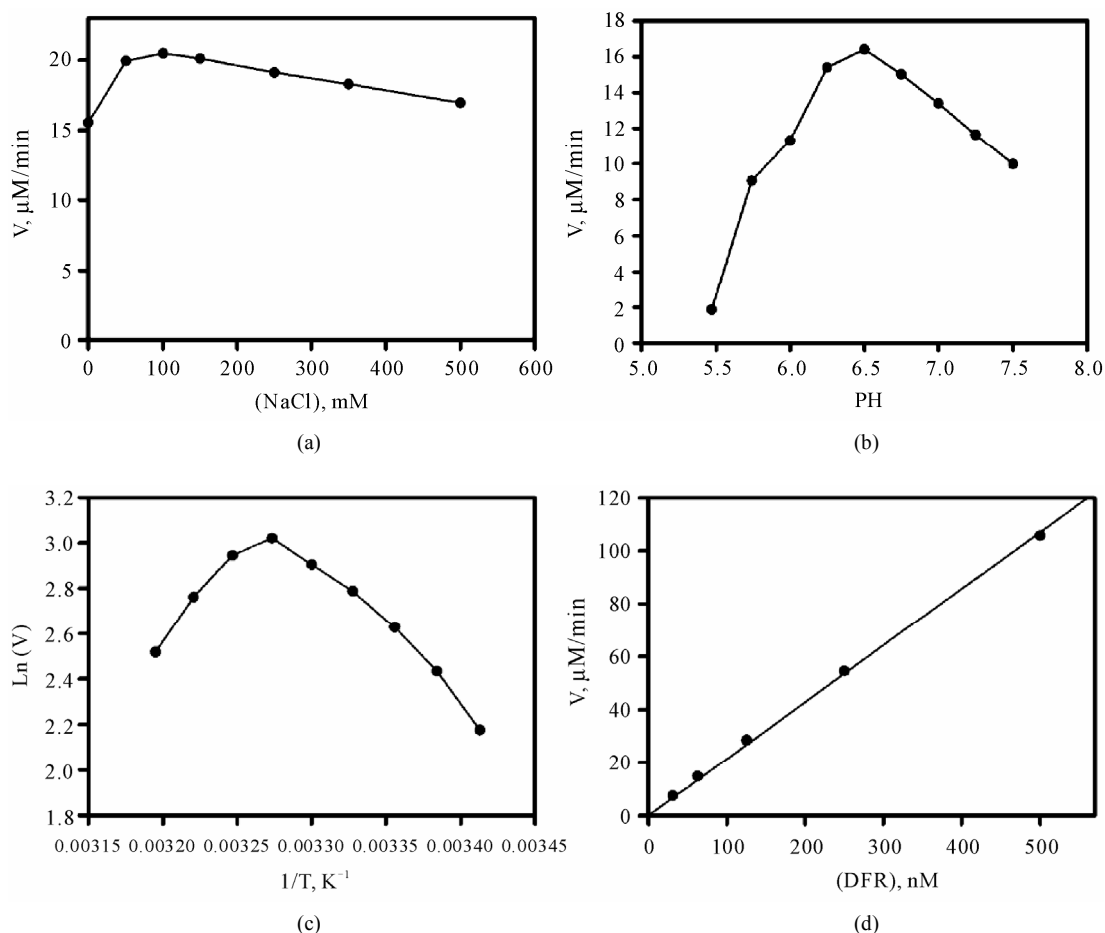 20
15
10
5
0
V, µM/min
0 100 200 300 400 500 600
(NaCl), mM
(a)
18
16
14
12
10
8
6
4
2
0
V, µM/min
5.0 5.5 6.0 6.5 7.0 7.5 8.0
PH
(b)
3.2
3.0
2.8
2.6
2.4
2.2
2.0
1.8
Ln (V)
0.00315 0.00320 0.00325 0.00330 0.00335 0.00340 0.00345
1/T, K⁻¹
(c)
120
100
80
60
40
20
0
V, µM/min
0 100 200 300 400 500
(DFR), nM
(d)